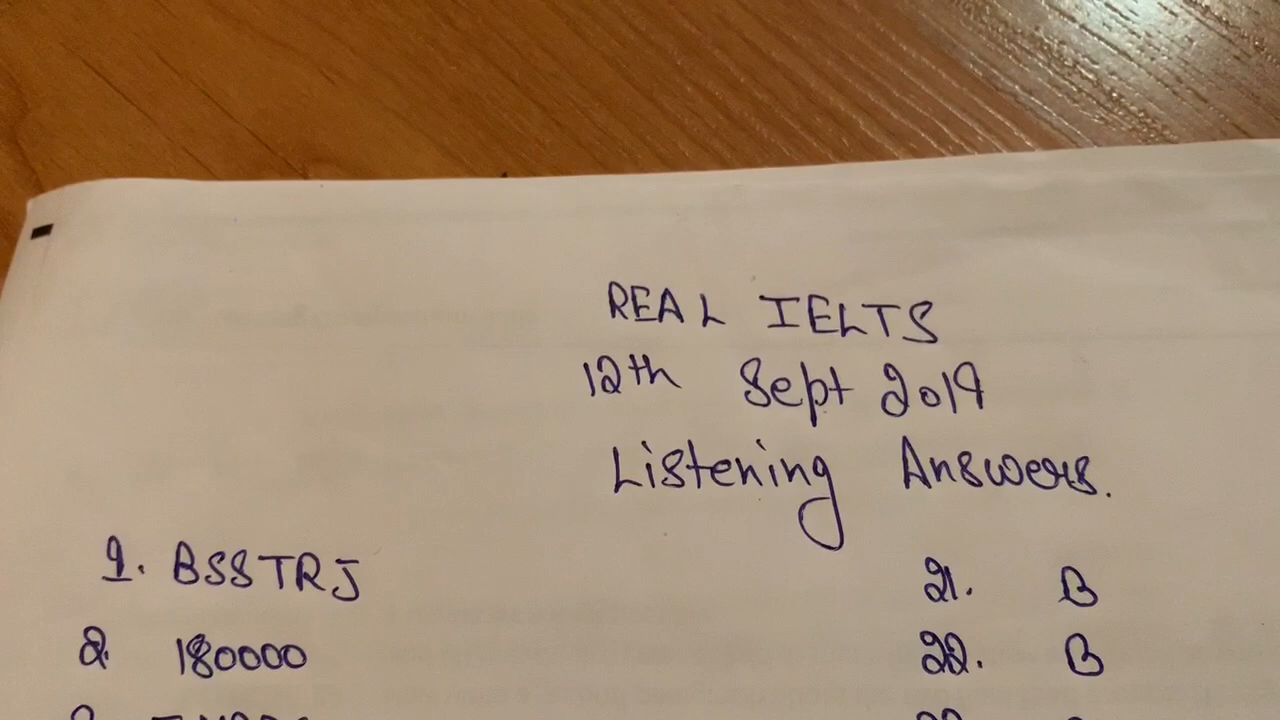 REAL IELTS
12th Sept 2019
Listening Answers.
1. BSSTRJ
2. 180000
21. B
22. B